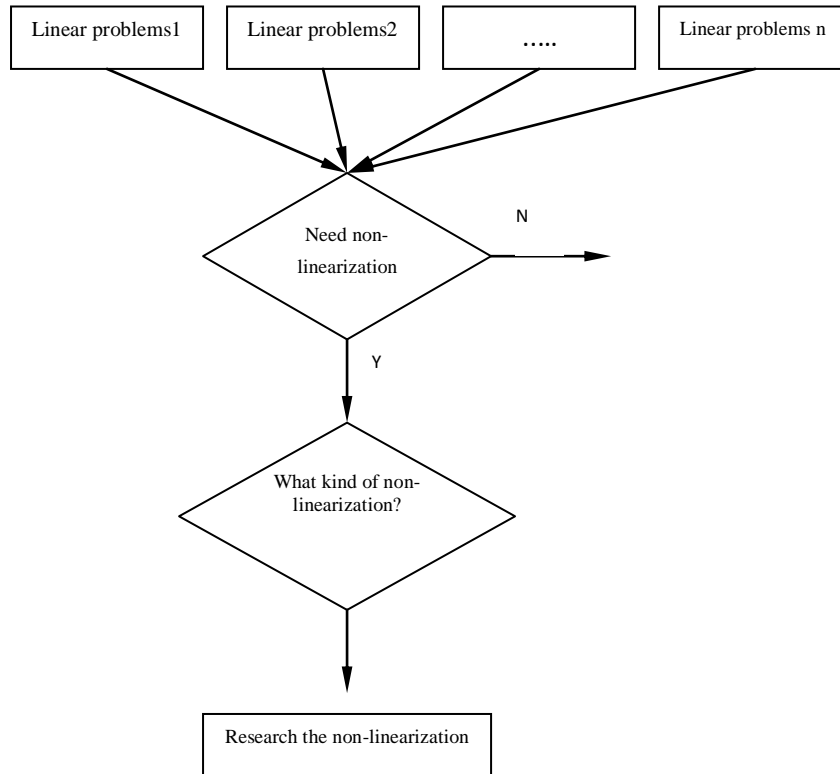 Linear problems1
Linear problems2
…..
Linear problems n
N
Need non-
linearization
Y
What kind of non-
linearization?
Research the non-linearization